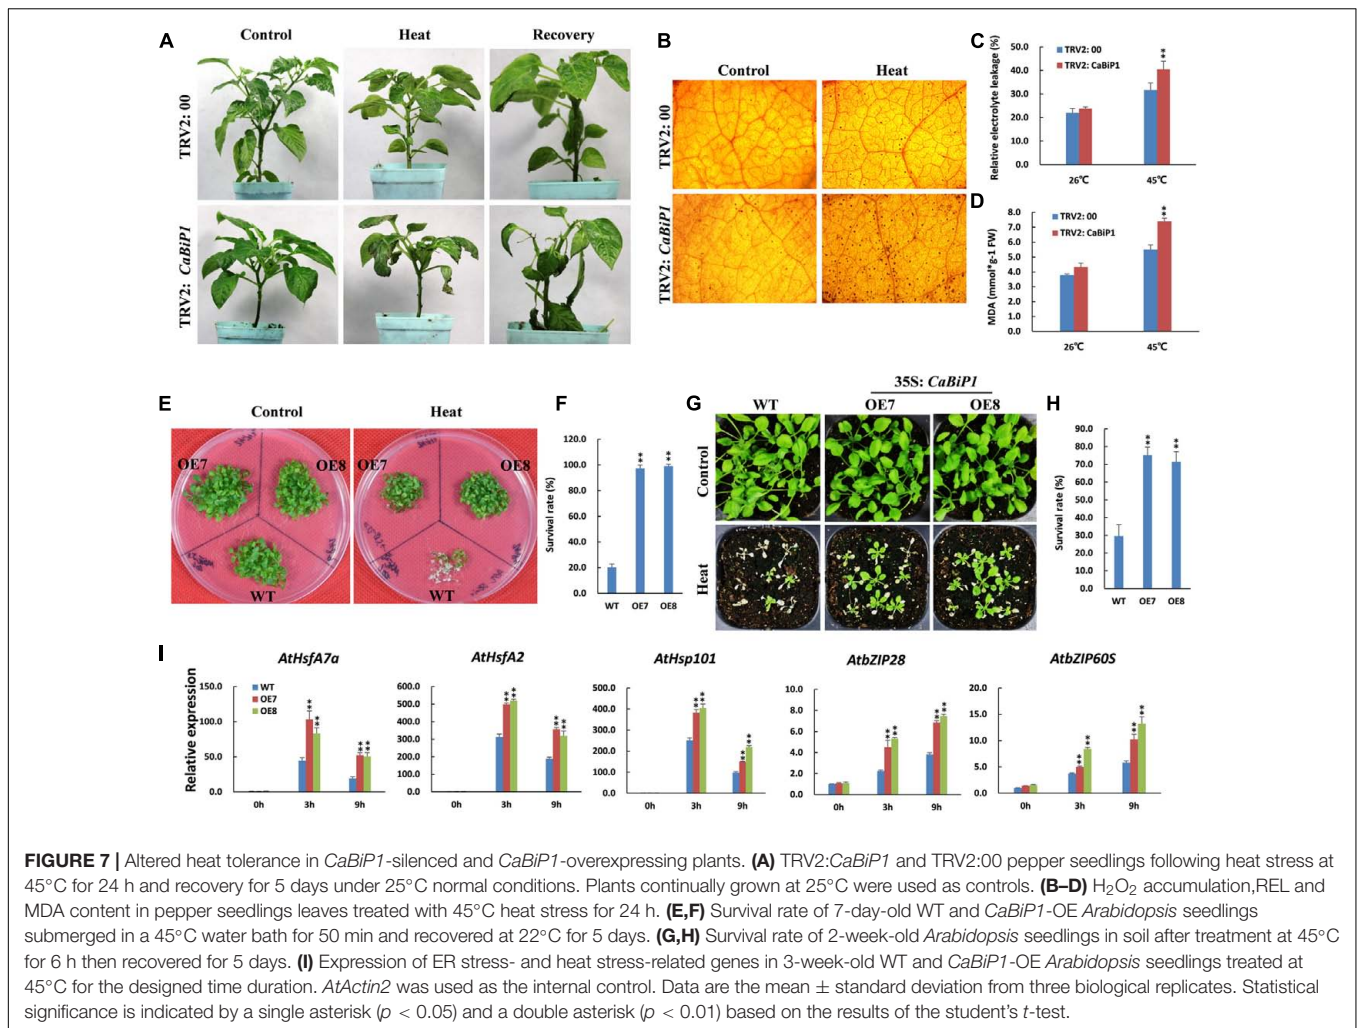 A
Control
Heat
Recovery
TRV2: 00
TRV2: CaBiP1
B
Control
Heat
TRV2: 00
TRV2: CaBiP1
C
Relative electrolyte leakage (%)
50.0
40.0
30.0
20.0
10.0
0.0
TRV2: 00
TRV2: CaBiP1
**
26℃
45℃
D
MDA (mmol*g-1 FW)
8.0
7.0
6.0
5.0
4.0
3.0
2.0
1.0
0.0
TRV2: 00
TRV2: CaBiP1
**
26℃
45℃
E
Control
Heat
OE7
OE8
WT
OE7
OE8
WT
F
Survival rate (%)
120.0
100.0
80.0
60.0
40.0
20.0
0.0
**
**
WT
OE7
OE8
G
35S: CaBiP1
WT
OE7
OE8
Control
Heat
H
Survival rate (%)
90.0
80.0
70.0
60.0
50.0
40.0
30.0
20.0
10.0
0.0
**
**
WT
OE7
OE8
I
Relative expression
AtHsfA7a
150.0
100.0
50.0
0.0
WT
OE7
OE8
**
**
**
**
0h
3h
9h
AtHsfA2
600.0
500.0
400.0
300.0
200.0
100.0
0.0
**
**
**
**
0h
3h
9h
AtHsp101
500.0
400.0
300.0
200.0
100.0
0.0
**
**
**
**
0h
3h
9h
AtbZIP28
10.0
8.0
6.0
4.0
2.0
0.0
**
**
**
**
0h
3h
9h
AtbZIP60S
20.0
15.0
10.0
5.0
0.0
**
**
**
**
0h
3h
9h
FIGURE 7 | Altered heat tolerance in CaBiP1-silenced and CaBiP1-overexpressing plants. (A) TRV2:CaBiP1 and TRV2:00 pepper seedlings following heat stress at
45°C for 24 h and recovery for 5 days under 25°C normal conditions. Plants continually grown at 25°C were used as controls. (B–D) H₂O₂ accumulation,REL and
MDA content in pepper seedlings leaves treated with 45°C heat stress for 24 h. (E,F) Survival rate of 7-day-old WT and CaBiP1-OE Arabidopsis seedlings
submerged in a 45°C water bath for 50 min and recovered at 22°C for 5 days. (G,H) Survival rate of 2-week-old Arabidopsis seedlings in soil after treatment at 45°C
for 6 h then recovered for 5 days. (I) Expression of ER stress- and heat stress-related genes in 3-week-old WT and CaBiP1-OE Arabidopsis seedlings treated at
45°C for the designed time duration. AtActin2 was used as the internal control. Data are the mean ± standard deviation from three biological replicates. Statistical
significance is indicated by a single asterisk (p < 0.05) and a double asterisk (p < 0.01) based on the results of the student's t-test.